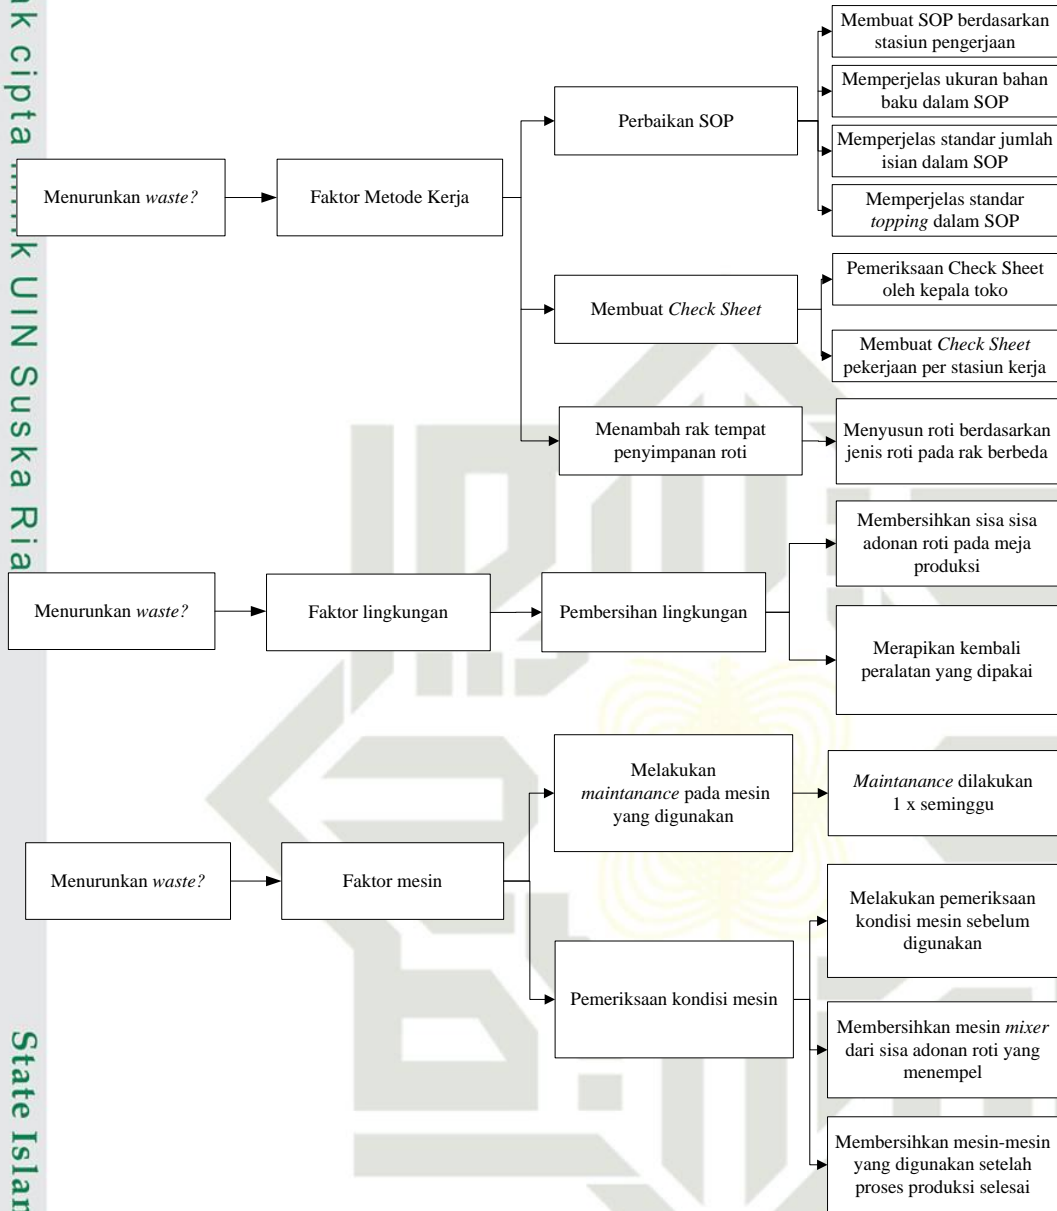 Membuat SOP berdasarkan
stasiun pengerjaan
Memperjelas ukuran bahan
baku dalam SOP
Perbaikan SOP
Memperjelas standar jumlah
isian dalam SOP
Menurunkan waste?
Faktor Metode Kerja
Memperjelas standar
topping dalam SOP
Pemeriksaan Check Sheet
oleh kepala toko
Membuat Check Sheet
Membuat Check Sheet
pekerjaan per stasiun kerja
Menambah rak tempat
penyimpanan roti
Menyusun roti berdasarkan
jenis roti pada rak berbeda
Membersihkan sisa sisa
adonan roti pada meja
produksi
Menurunkan waste?
Faktor lingkungan
Pembersihan lingkungan
Merapikan kembali
peralatan yang dipakai
Melakukan
maintanance pada mesin
yang digunakan
Maintanance dilakukan
1 x seminggu
Menurunkan waste?
Faktor mesin
Melakukan pemeriksaan
kondisi mesin sebelum
digunakan
Pemeriksaan kondisi mesin
Membersihkan mesin mixer
dari sisa adonan roti yang
menempel
Membersihkan mesin-mesin
yang digunakan setelah
proses produksi selesai
cipta
UIN Suska Ria
State Islam